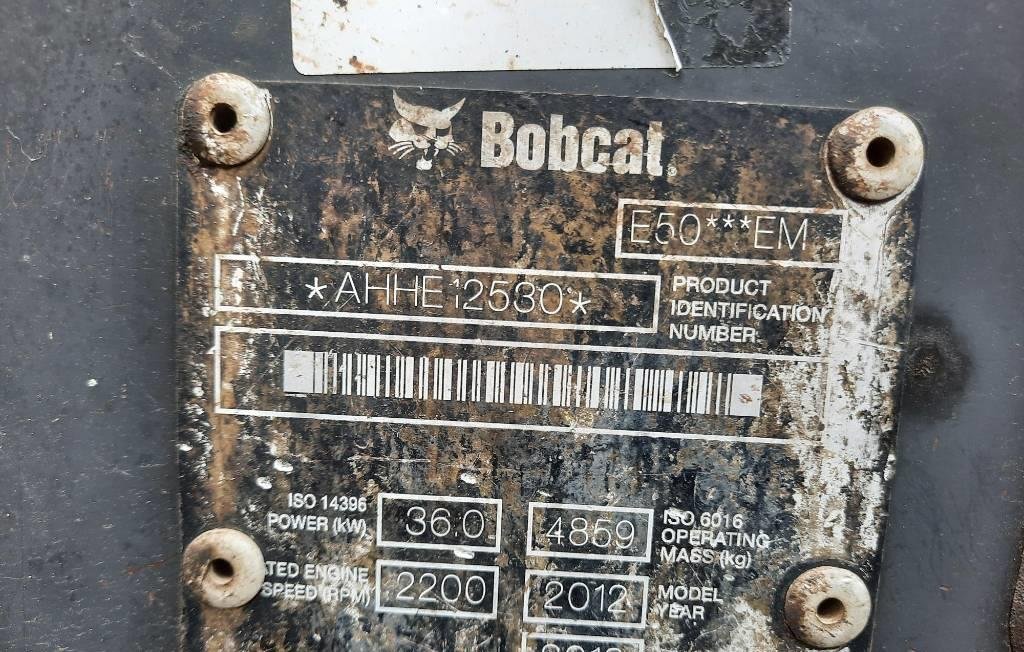 Bobcat®
E50***EM
*AHHE12530*
PRODUCT
IDENTIFICATION
NUMBER
ISO 14396
POWER (kW)
36.0
4859
ISO 6016
OPERATING
MASS (kg)
TED ENGINE
SPEED (RPM)
2200
2012
MODEL
YEAR